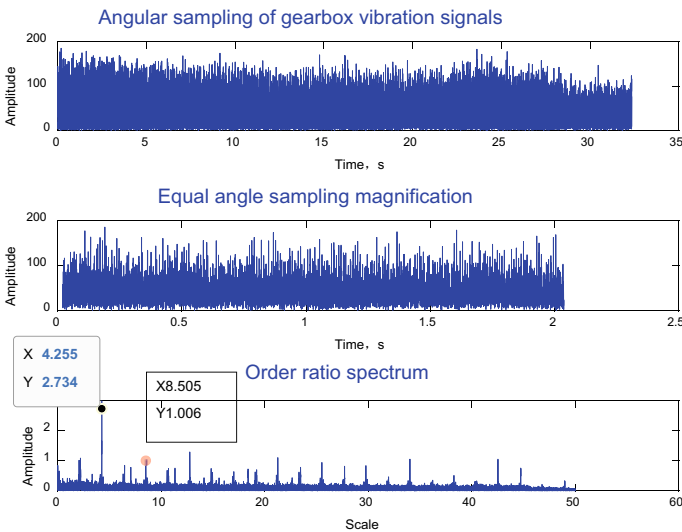 Angular sampling of gearbox vibration signals
200
100
0
Amplitude
0 5 10 15 20 25 30 35
Time, s
Equal angle sampling magnification
200
100
0
Amplitude
0 0.5 1 1.5 2 2.5
Time, s
X 4.255
Y 2.734
Order ratio spectrum
X8.505
Y1.006
2
1
0
Amplitude
0 10 20 30 40 50 60
Scale